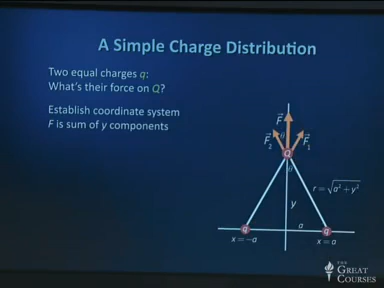 A Simple Charge Distribution
Two equal charges q:
What's their force on Q?
Establish coordinate system
F is sum of y components
F
θ
F₂
F₁
Q
θ
r = √a² + y²
y
a
q
q
x = −a
x = a
THE
GREAT
COURSES